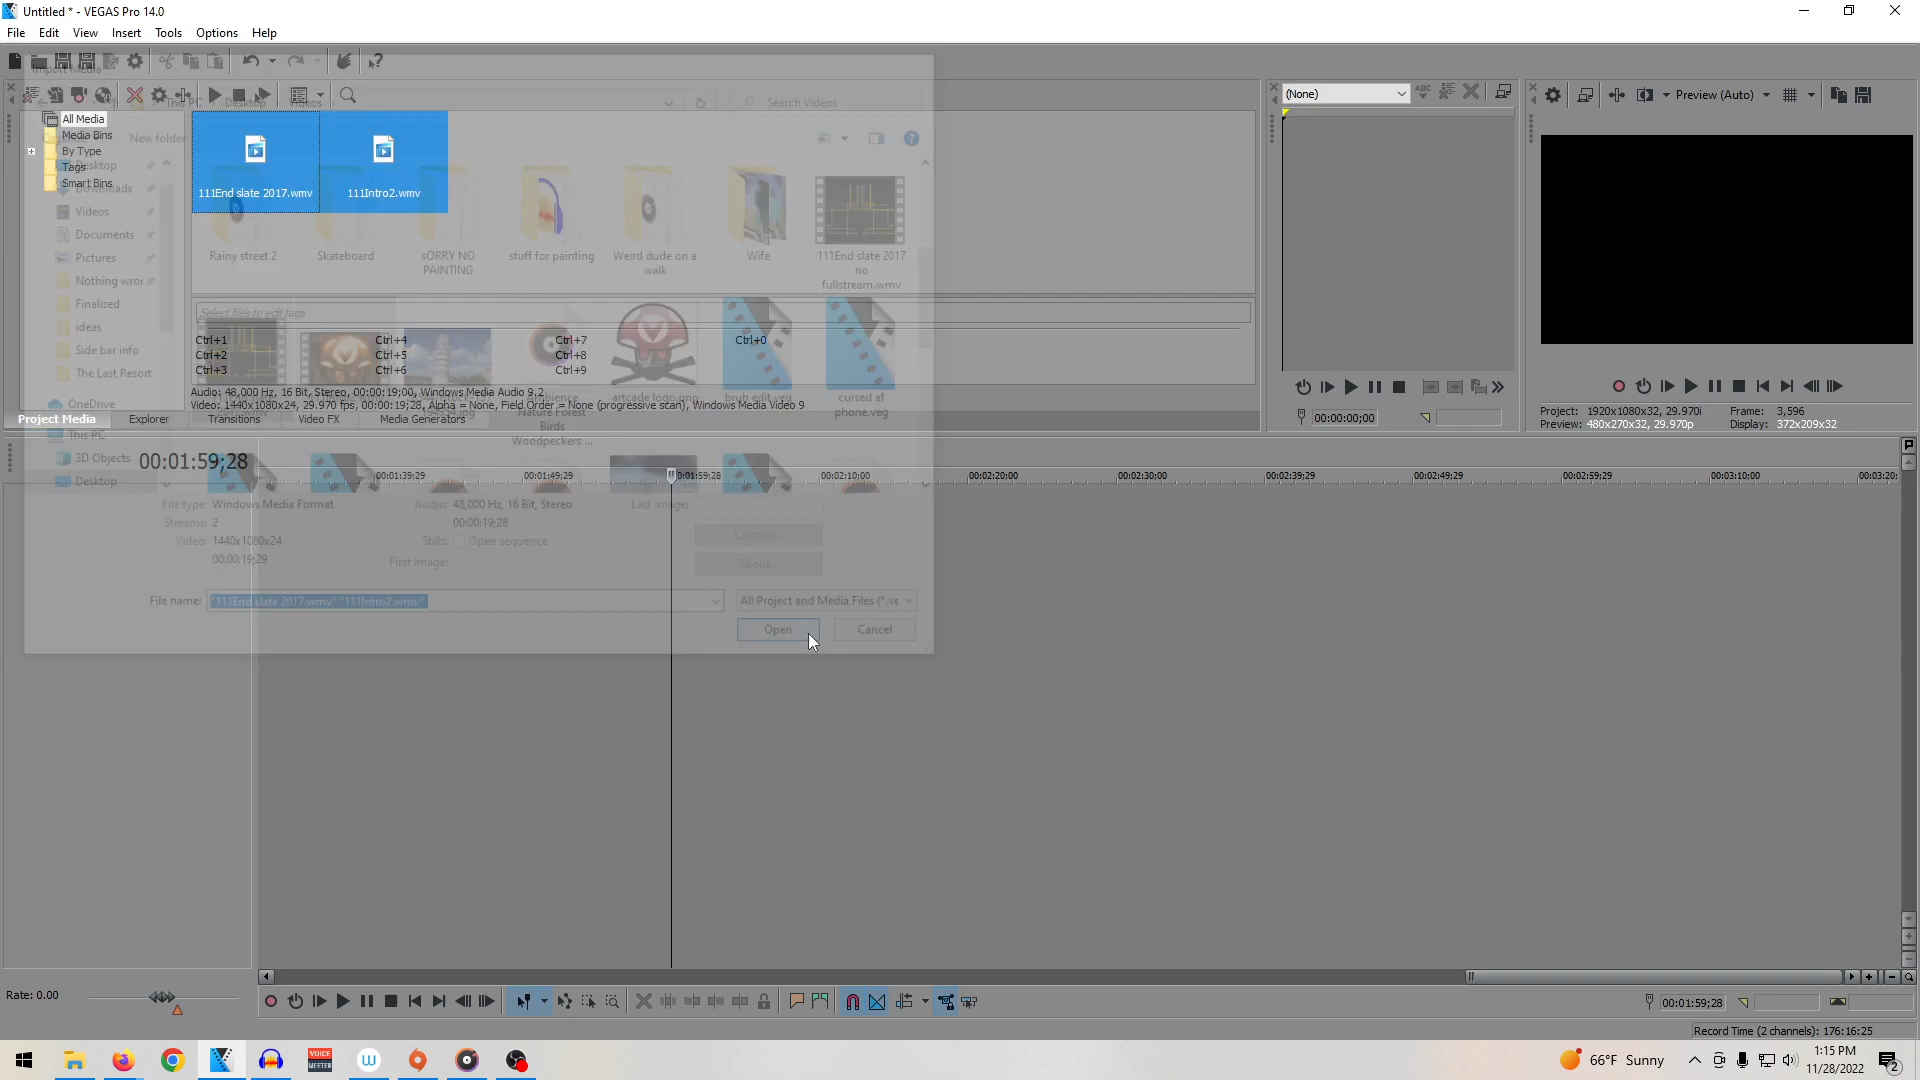 Untitled * - VEGAS Pro 14.0
File Edit View Insert Tools Options Help
Import Media
This PC Desktop Videos Search Videos
(None) Preview (Auto)
All Media
Media Bins
By Type
Tags
Smart Bins
New folder
Desktop
Downloads
Videos
Documents
Pictures
Nothing wror
Finalized
ideas
Side bar info
The Last Resort
OneDrive
This PC
3D Objects
Desktop
111End slate 2017.wmv 111Intro2.wmv
Rainy street 2 Skateboard sORRY NO PAINTING stuff for painting Weird dude on a walk Wife 111End slate 2017 no fullstream.wmv
Select files to edit tags
Ctrl+1 Ctrl+4 Ctrl+7 Ctrl+0
Ctrl+2 Ctrl+5 Ctrl+8
Ctrl+3 Ctrl+6 Ctrl+9
Audio: 48,000 Hz, 16 Bit, Stereo, 00:00:19;00, Windows Media Audio 9.2
Video: 1440x1080x24, 29.970 fps, 00:00:19;28, Alpha = None, Field Order = None (progressive scan), Windows Media Video 9
Nature Forest
Birds
Woodpeckers ...
artcade logo.png
bruh edit.veg
cursed af
phone.veg
Project Media Explorer Transitions Video FX Media Generators
00:00:00;00
Project: 1920x1080x32, 29.970i Frame: 3,596
Preview: 480x270x32, 29.970p Display: 372x209x32
00:01:59;28
00:01:39;29 00:01:49;29 00:01:59;28 00:02:10;00 00:02:20;00 00:02:30;00 00:02:39;29 00:02:49;29 00:02:59;29 00:03:10;00 00:03:20;
File type: Windows Media Format Audio: 48,000 Hz, 16 Bit, Stereo Last image:
Streams: 2 00:00:19;28
Video: 1440x1080x24 Stills: Open sequence Custom...
00:00:19;29 First image: About...
File name: "111End slate 2017.wmv" "111Intro2.wmv" All Project and Media Files (*.ve
Open Cancel
Rate: 0.00
00:01:59;28
Record Time (2 channels): 176:16:25
VOICE
MEETER
66°F Sunny
1:15 PM
11/28/2022
2